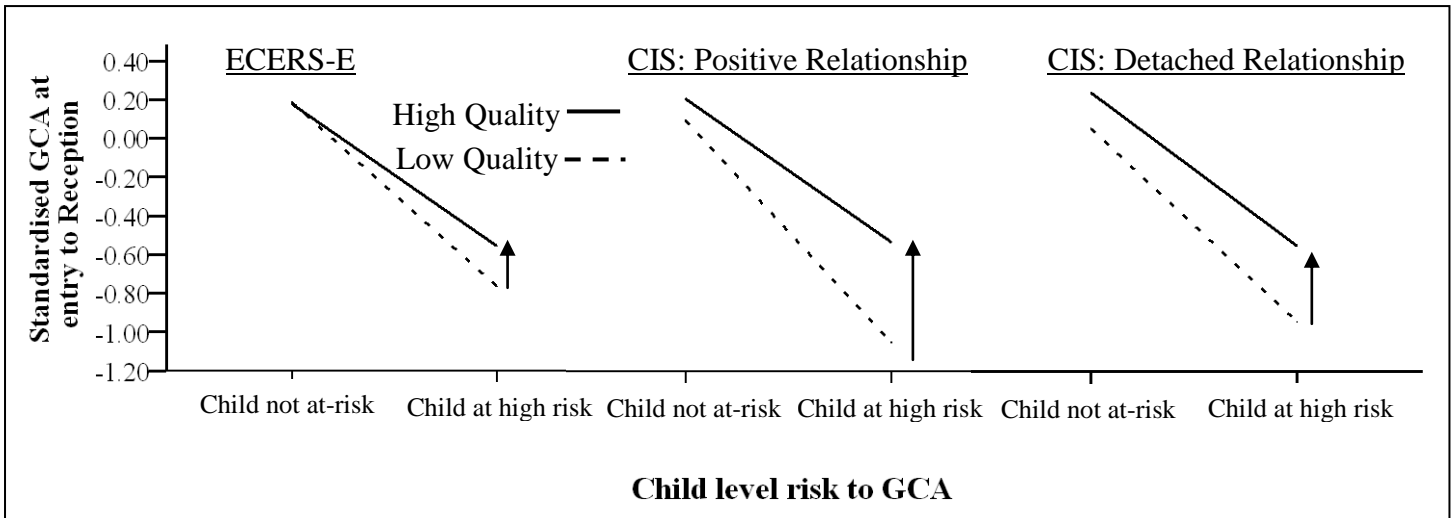 ECERS-E
CIS: Positive Relationship
CIS: Detached Relationship
High Quality
Low Quality
Standardised GCA at
entry to Reception
0.40
0.20
0.00
-0.20
-0.40
-0.60
-0.80
-1.00
-1.20
Child not at-risk
Child at high risk
Child not at-risk
Child at high risk
Child not at-risk
Child at high risk
Child level risk to GCA